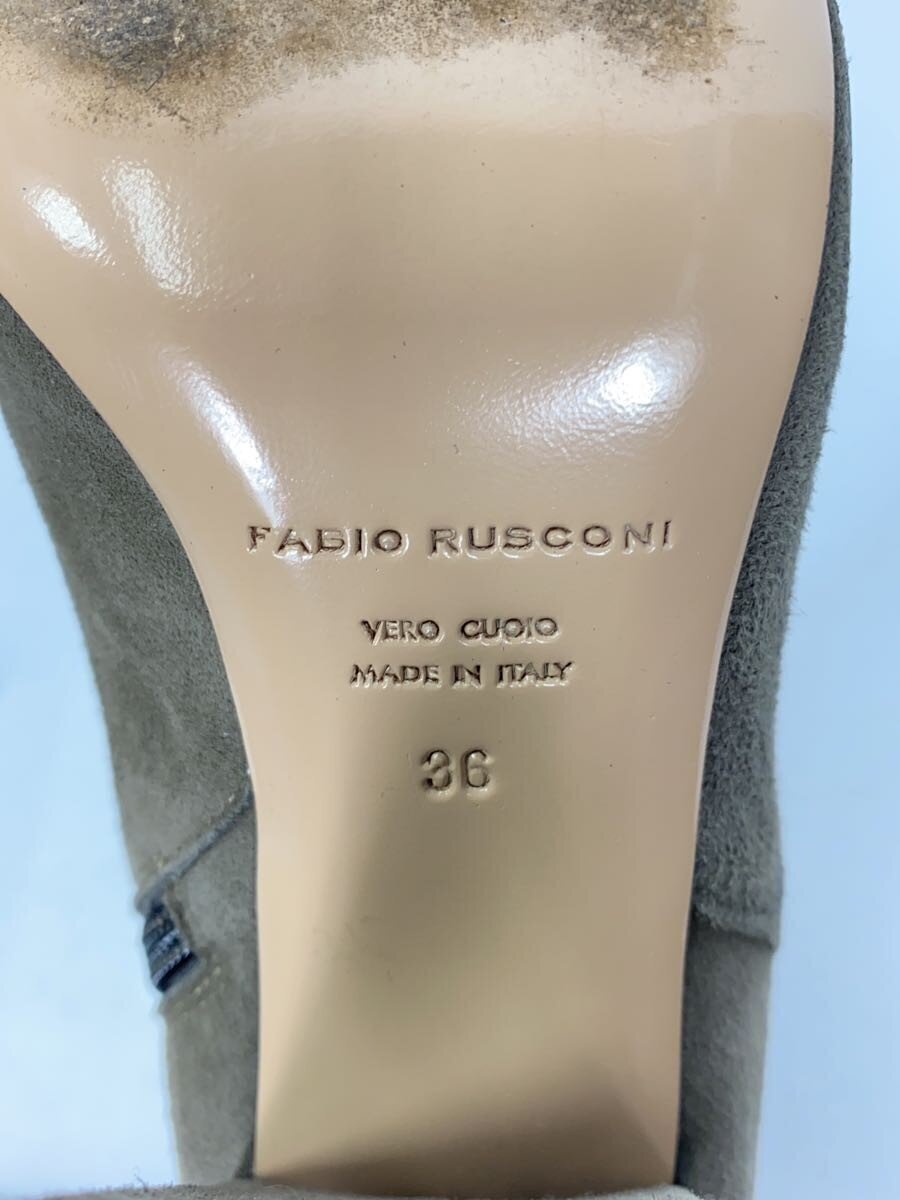 FABIO RUSCONI
VERO CUOIO
MADE IN ITALY
36